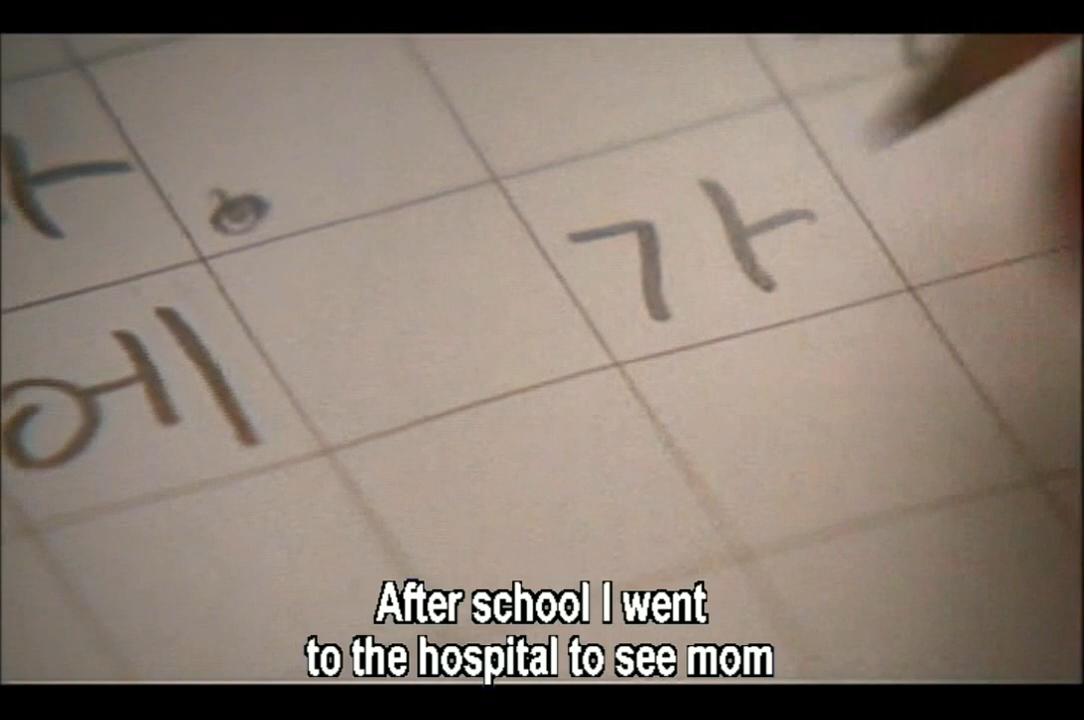 가
에
After school I went
to the hospital to see mom